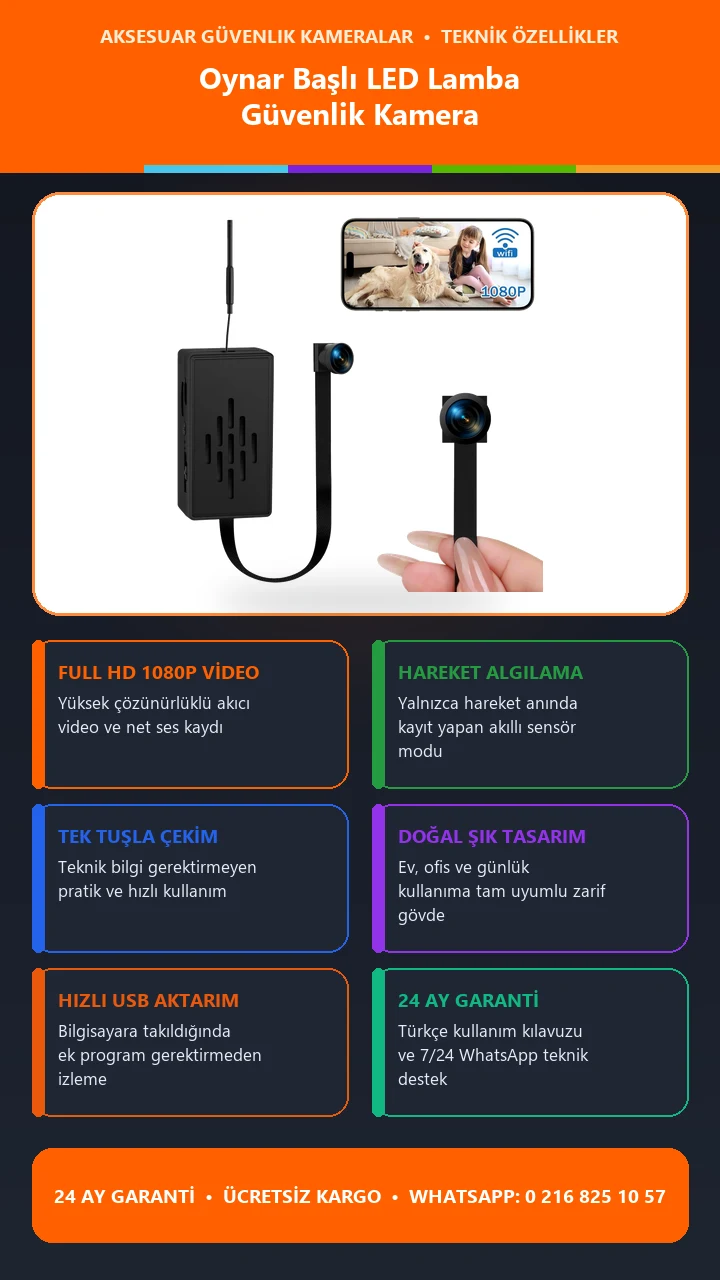 AKSESUAR GÜVENLIK KAMERALAR • TEKNİK ÖZELLİKLER
Oynar Başlı LED Lamba
Güvenlik Kamera
wifi
1080P
FULL HD 1080P VİDEO
Yüksek çözünürlüklü akıcı
video ve net ses kaydı
HAREKET ALGILAMA
Yalnızca hareket anında
kayıt yapan akıllı sensör
modu
TEK TUŞLA ÇEKİM
Teknik bilgi gerektirmeyen
pratik ve hızlı kullanım
DOĞAL ŞIK TASARIM
Ev, ofis ve günlük
kullanıma tam uyumlu zarif
gövde
HIZLI USB AKTARIM
Bilgisayara takıldığında
ek program gerektirmeden
izleme
24 AY GARANTİ
Türkçe kullanım kılavuzu
ve 7/24 WhatsApp teknik
destek
24 AY GARANTİ • ÜCRETSİZ KARGO • WHATSAPP: 0 216 825 10 57